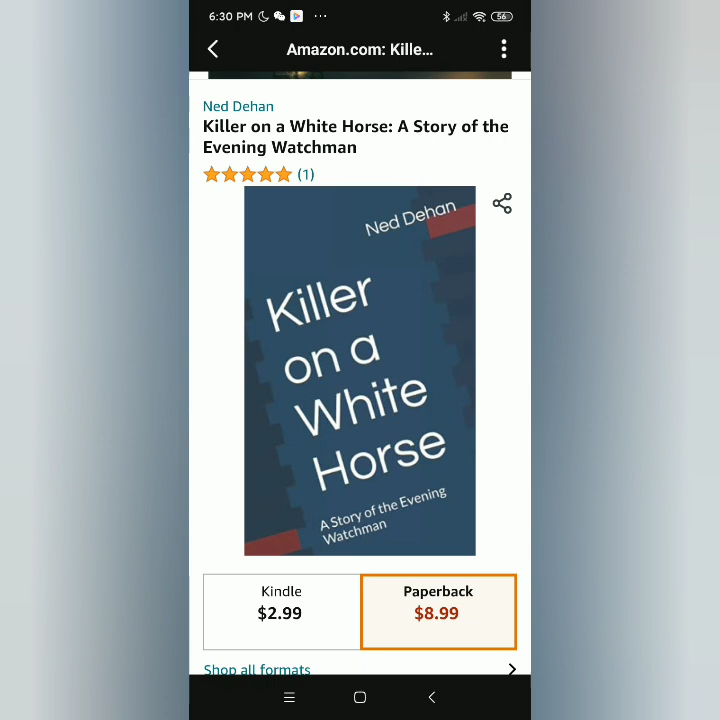 6:30 PM
56
Amazon.com: Kille...
Ned Dehan
Killer on a White Horse: A Story of the
Evening Watchman
(1)
Ned Dehan
Killer
on a
White
Horse
A Story of the Evening
Watchman
Kindle
$2.99
Paperback
$8.99
Shop all formats